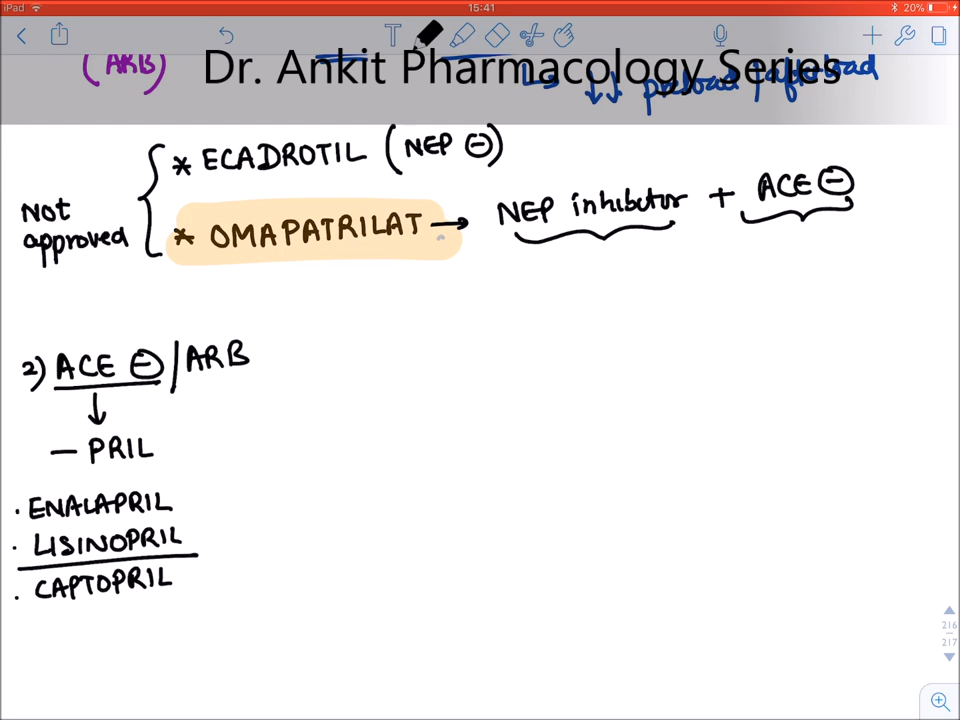 iPad 15:41 20%
T
(ARB) Dr. Ankit Pharmacology Series
↳ ↓↓ preload / afterload
* ECADROTIL (NEP ⊖)
Not approved
* OMAPATRILAT → NEP inhibitor + ACE ⊖
2) ACE ⊖ / ARB
↓
— PRIL
· ENALAPRIL
· LISINOPRIL
· CAPTOPRIL
216
217